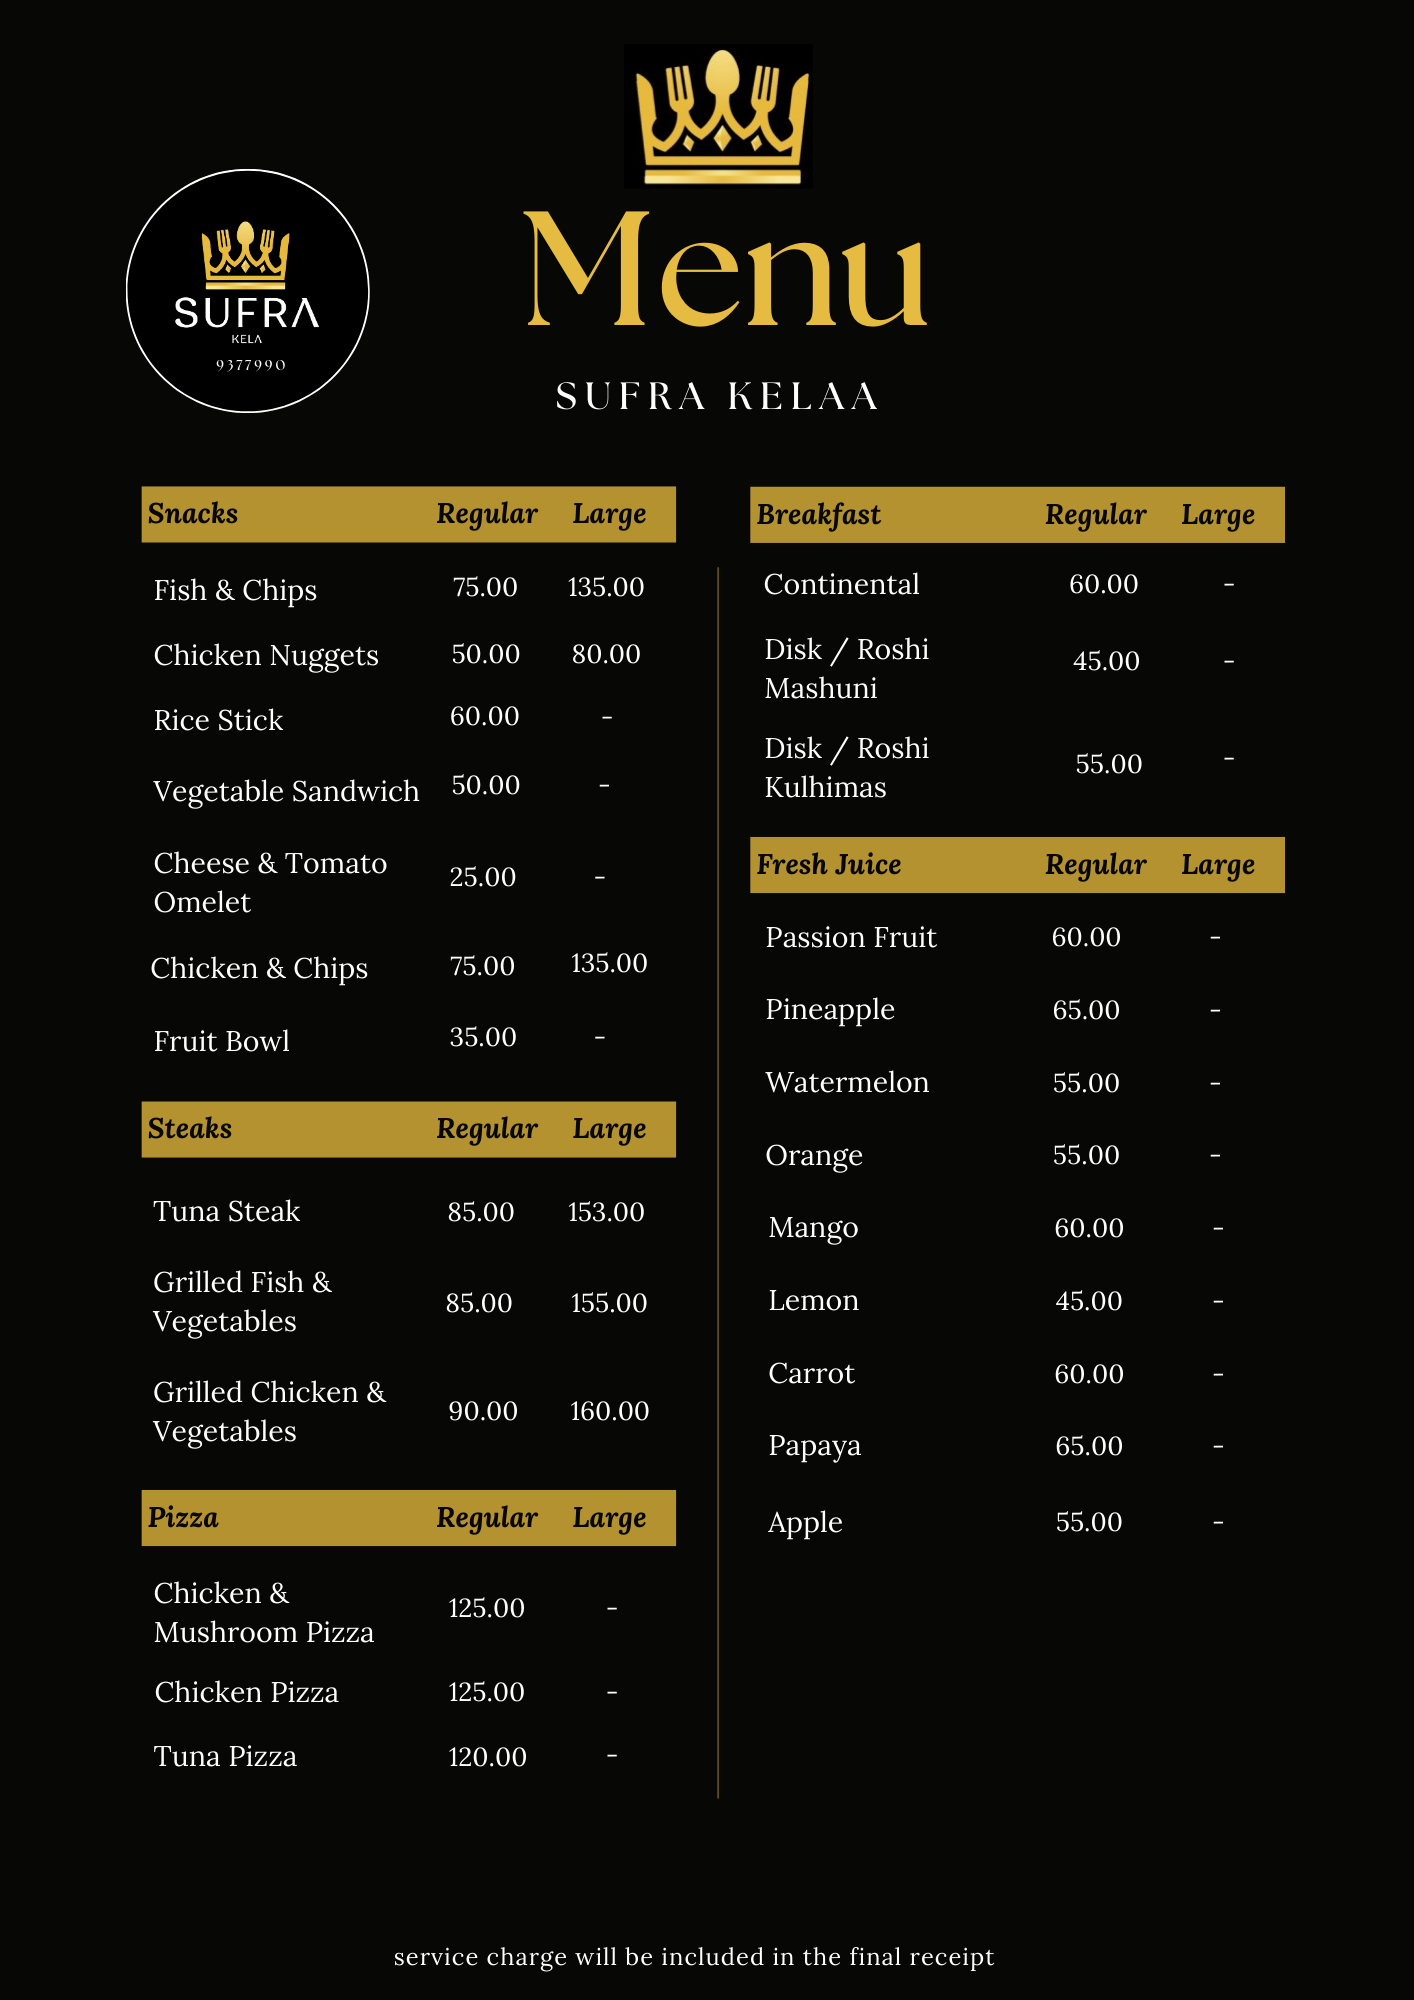 SUFRA
KELA
9377990
Menu
SUFRA KELAA
Snacks Regular Large
Fish & Chips 75.00 135.00
Chicken Nuggets 50.00 80.00
Rice Stick 60.00 -
Vegetable Sandwich 50.00 -
Cheese & Tomato
Omelet 25.00 -
Chicken & Chips 75.00 135.00
Fruit Bowl 35.00 -
Steaks Regular Large
Tuna Steak 85.00 153.00
Grilled Fish &
Vegetables 85.00 155.00
Grilled Chicken &
Vegetables 90.00 160.00
Pizza Regular Large
Chicken &
Mushroom Pizza 125.00 -
Chicken Pizza 125.00 -
Tuna Pizza 120.00 -
Breakfast Regular Large
Continental 60.00 -
Disk / Roshi
Mashuni 45.00 -
Disk / Roshi
Kulhimas 55.00 -
Fresh Juice Regular Large
Passion Fruit 60.00 -
Pineapple 65.00 -
Watermelon 55.00 -
Orange 55.00 -
Mango 60.00 -
Lemon 45.00 -
Carrot 60.00 -
Papaya 65.00 -
Apple 55.00 -
service charge will be included in the final receipt